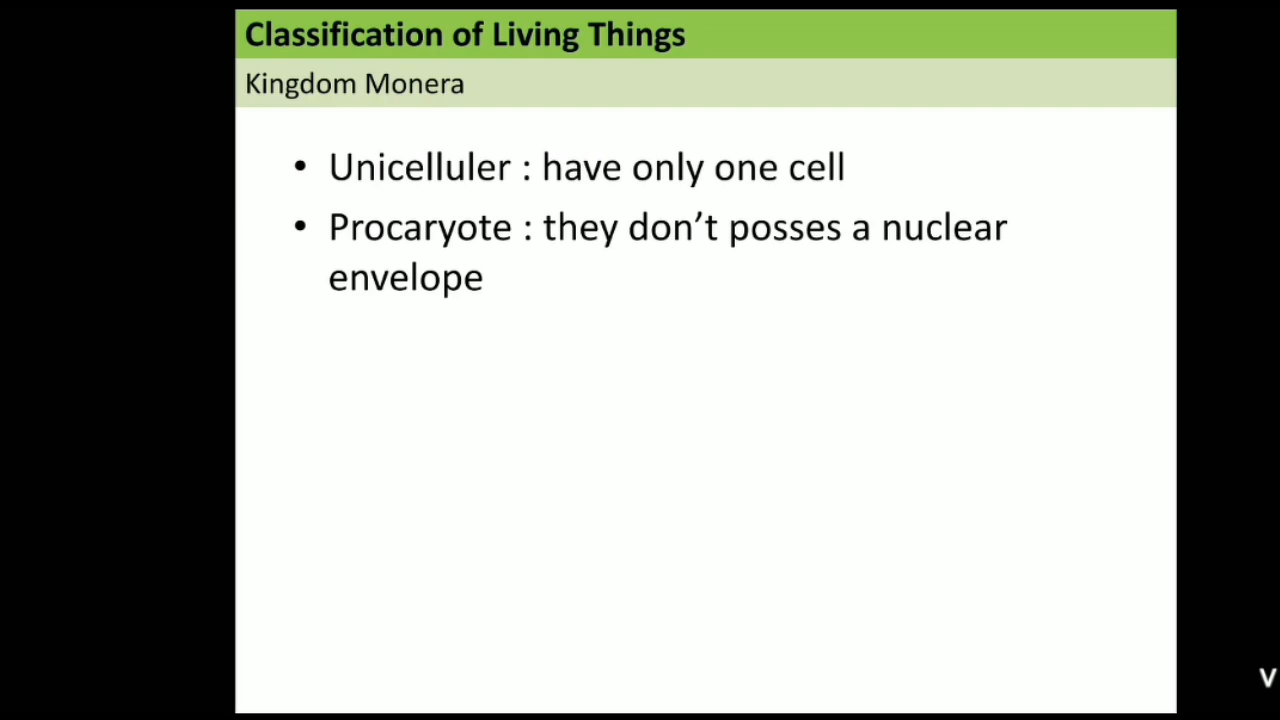 Classification of Living Things
Kingdom Monera
• Unicelluler : have only one cell
• Procaryote : they don’t posses a nuclear
envelope
V